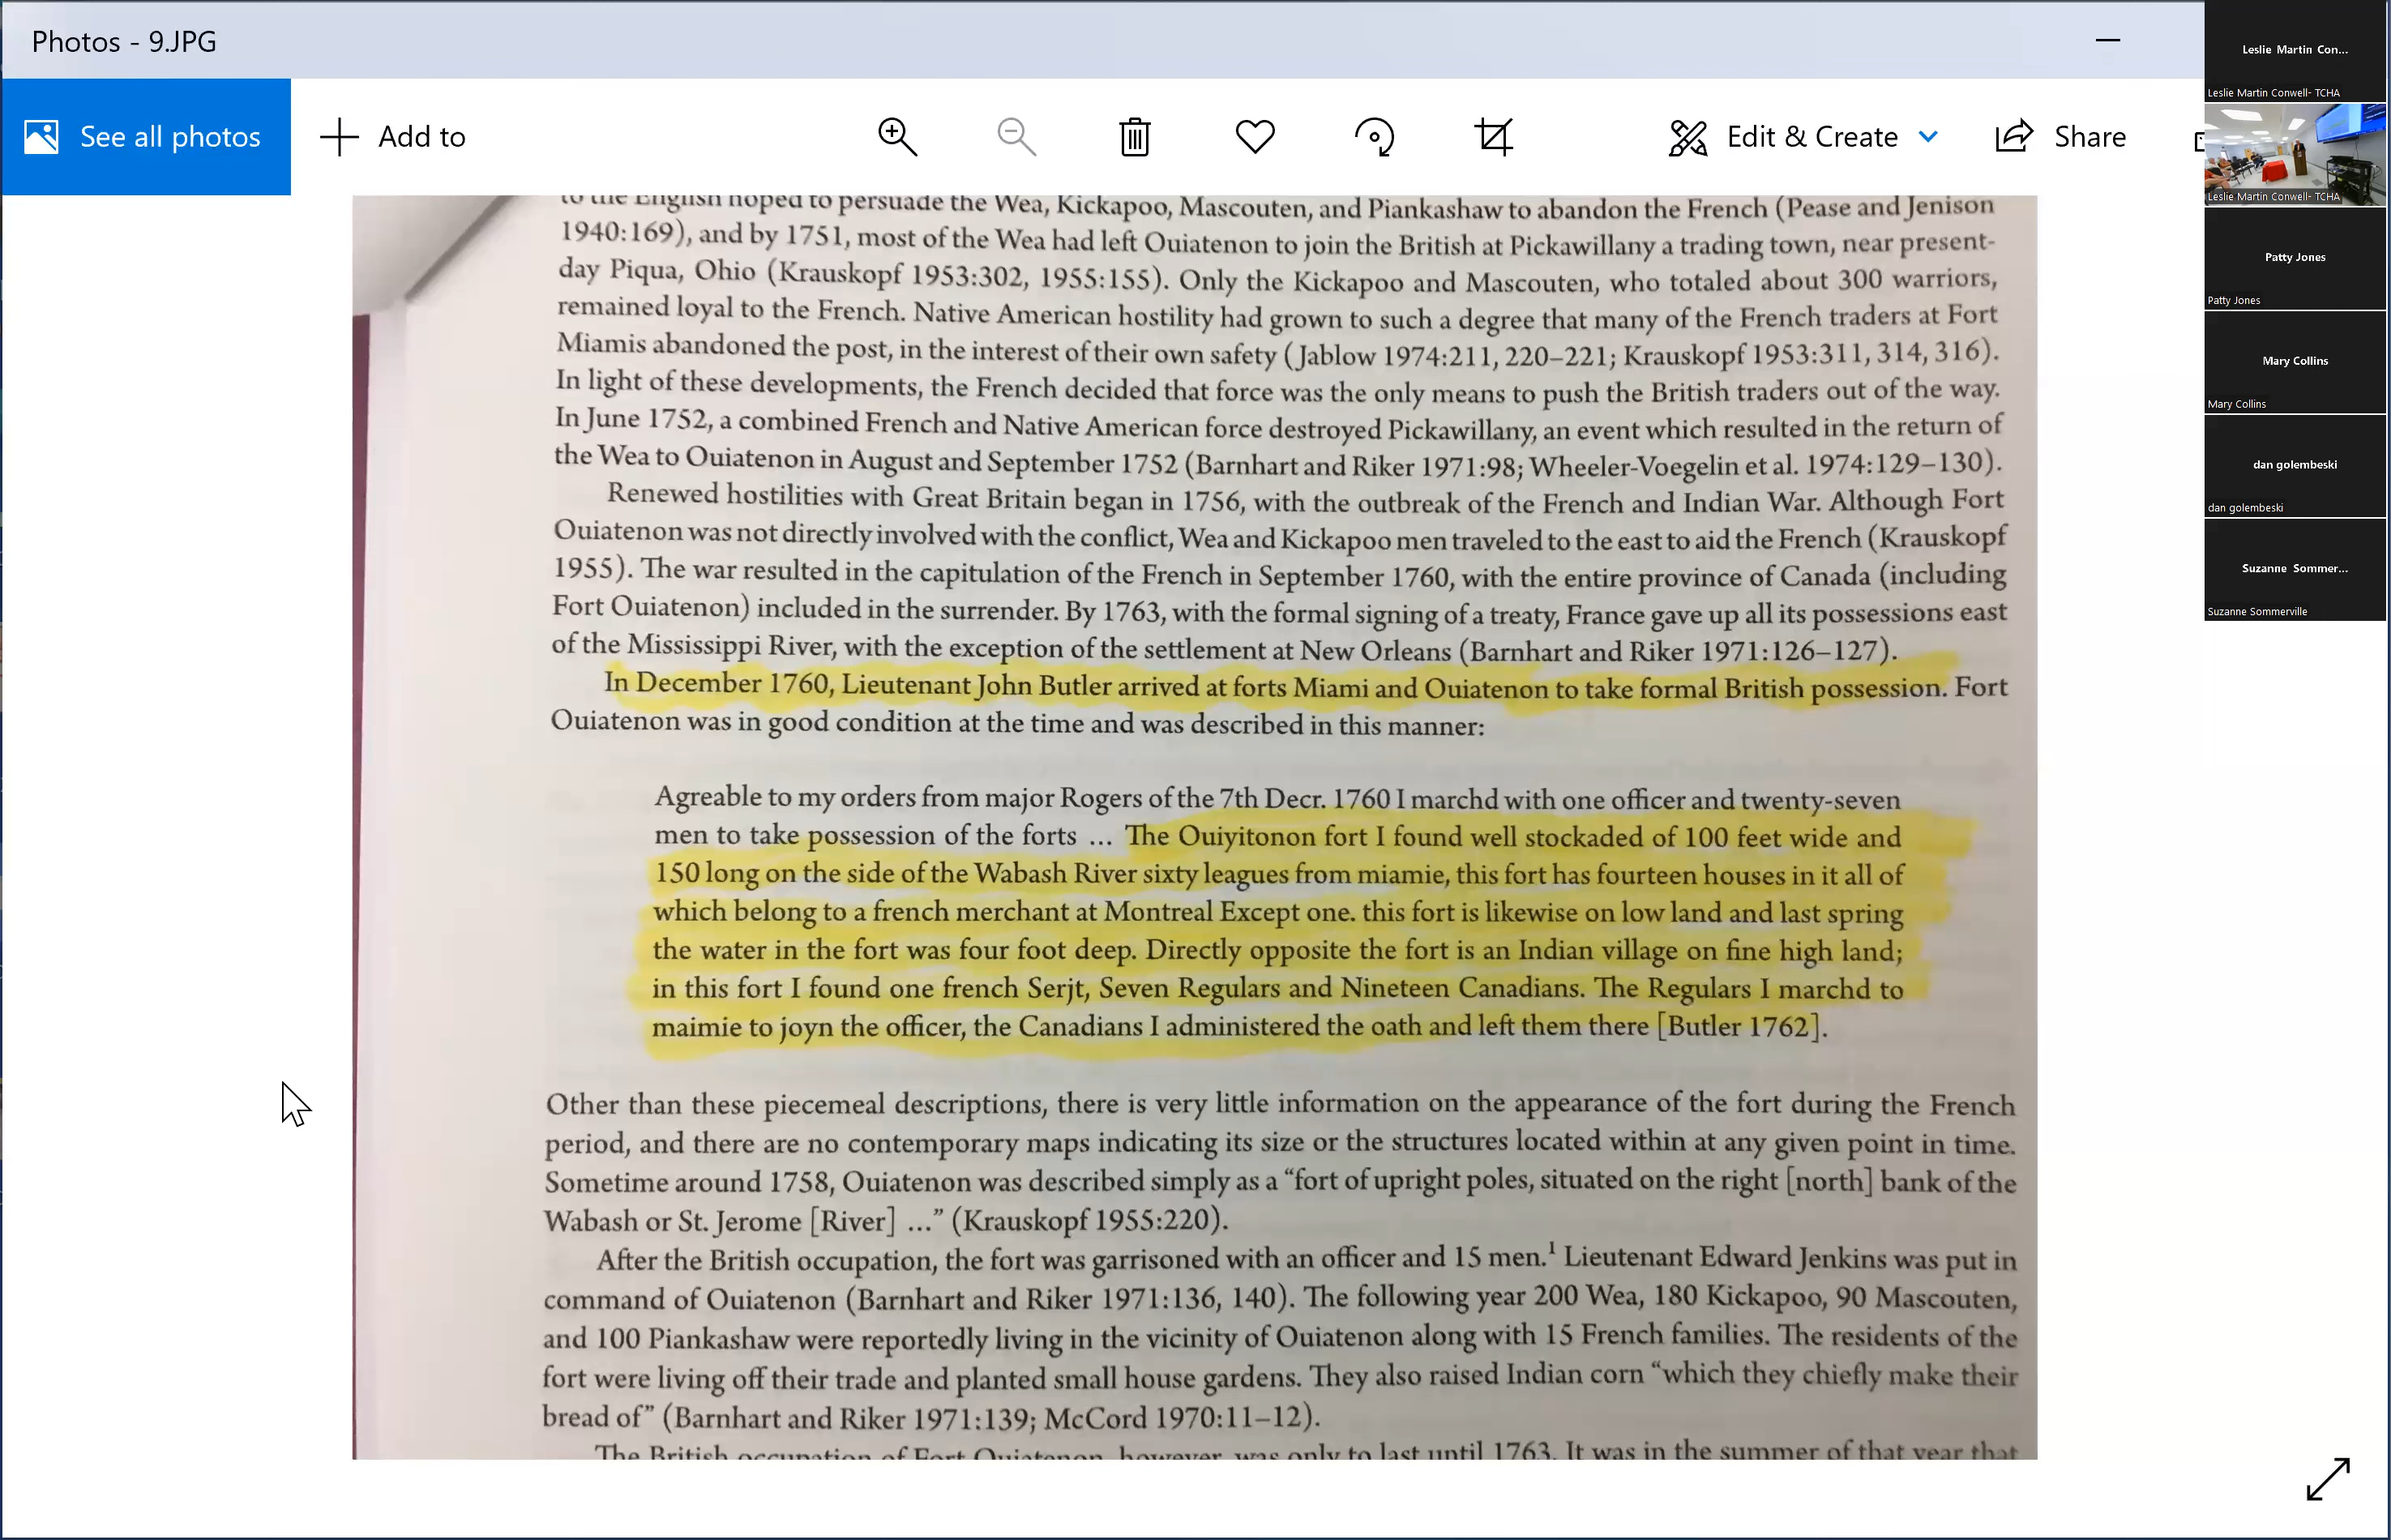 Photos - 9.JPG
See all photos
Add to
Edit & Create
Share
to the English hoped to persuade the Wea, Kickapoo, Mascouten, and Piankashaw to abandon the French (Pease and Jenison
1940:169), and by 1751, most of the Wea had left Ouiatenon to join the British at Pickawillany a trading town, near present-
day Piqua, Ohio (Krauskopf 1953:302, 1955:155). Only the Kickapoo and Mascouten, who totaled about 300 warriors,
remained loyal to the French. Native American hostility had grown to such a degree that many of the French traders at Fort
Miamis abandoned the post, in the interest of their own safety (Jablow 1974:211, 220–221; Krauskopf 1953:311, 314, 316).
In light of these developments, the French decided that force was the only means to push the British traders out of the way.
In June 1752, a combined French and Native American force destroyed Pickawillany, an event which resulted in the return of
the Wea to Ouiatenon in August and September 1752 (Barnhart and Riker 1971:98; Wheeler-Voegelin et al. 1974:129–130).
Renewed hostilities with Great Britain began in 1756, with the outbreak of the French and Indian War. Although Fort
Ouiatenon was not directly involved with the conflict, Wea and Kickapoo men traveled to the east to aid the French (Krauskopf
1955). The war resulted in the capitulation of the French in September 1760, with the entire province of Canada (including
Fort Ouiatenon) included in the surrender. By 1763, with the formal signing of a treaty, France gave up all its possessions east
of the Mississippi River, with the exception of the settlement at New Orleans (Barnhart and Riker 1971:126–127).
In December 1760, Lieutenant John Butler arrived at forts Miami and Ouiatenon to take formal British possession. Fort
Ouiatenon was in good condition at the time and was described in this manner:
Agreable to my orders from major Rogers of the 7th Decr. 1760 I marchd with one officer and twenty-seven
men to take possession of the forts ... The Ouiyitonon fort I found well stockaded of 100 feet wide and
150 long on the side of the Wabash River sixty leagues from miamie, this fort has fourteen houses in it all of
which belong to a french merchant at Montreal Except one. this fort is likewise on low land and last spring
the water in the fort was four foot deep. Directly opposite the fort is an Indian village on fine high land;
in this fort I found one french Serjt, Seven Regulars and Nineteen Canadians. The Regulars I marchd to
maimie to joyn the officer, the Canadians I administered the oath and left them there [Butler 1762].
Other than these piecemeal descriptions, there is very little information on the appearance of the fort during the French
period, and there are no contemporary maps indicating its size or the structures located within at any given point in time.
Sometime around 1758, Ouiatenon was described simply as a “fort of upright poles, situated on the right [north] bank of the
Wabash or St. Jerome [River] ...” (Krauskopf 1955:220).
After the British occupation, the fort was garrisoned with an officer and 15 men.¹ Lieutenant Edward Jenkins was put in
command of Ouiatenon (Barnhart and Riker 1971:136, 140). The following year 200 Wea, 180 Kickapoo, 90 Mascouten,
and 100 Piankashaw were reportedly living in the vicinity of Ouiatenon along with 15 French families. The residents of the
fort were living off their trade and planted small house gardens. They also raised Indian corn “which they chiefly make their
bread of” (Barnhart and Riker 1971:139; McCord 1970:11–12).
The British occupation of Fort Ouiatenon, however, was only to last until 1763. It was in the summer of that year that
Leslie Martin Con...
Leslie Martin Conwell- TCHA
Leslie Martin Conwell- TCHA
Patty Jones
Patty Jones
Mary Collins
Mary Collins
dan golembeski
dan golembeski
Suzanne Sommer...
Suzanne Sommerville